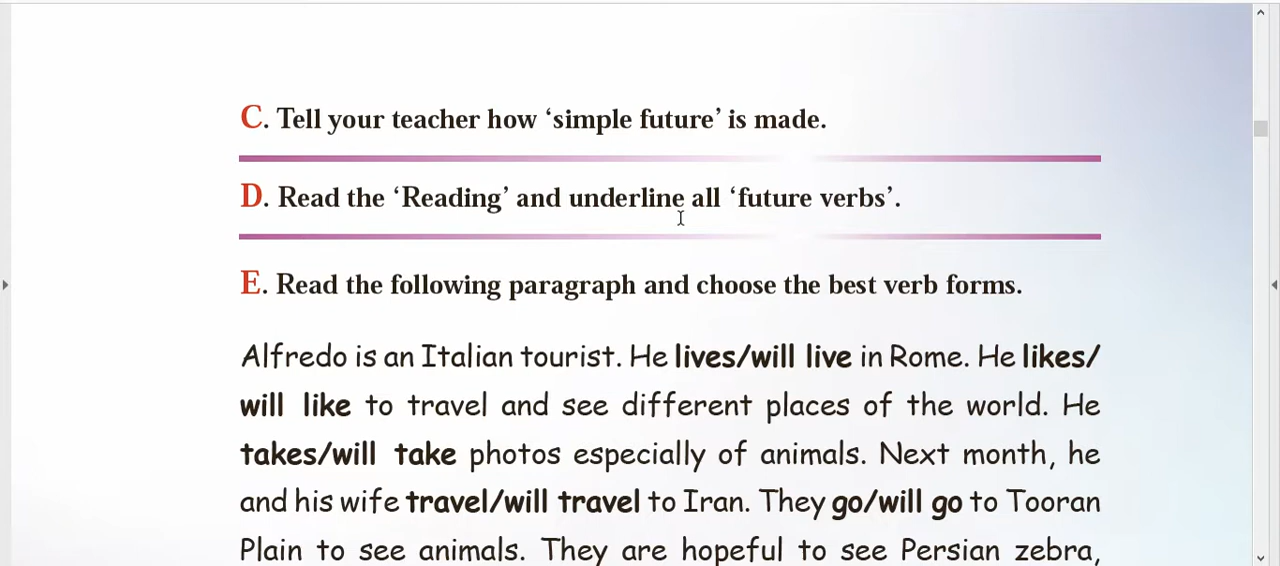 C. Tell your teacher how ‘simple future’ is made.
D. Read the ‘Reading’ and underline all ‘future verbs’.
E. Read the following paragraph and choose the best verb forms.
Alfredo is an Italian tourist. He lives/will live in Rome. He likes/
will like to travel and see different places of the world. He
takes/will take photos especially of animals. Next month, he
and his wife travel/will travel to Iran. They go/will go to Tooran
Plain to see animals. They are hopeful to see Persian zebra,